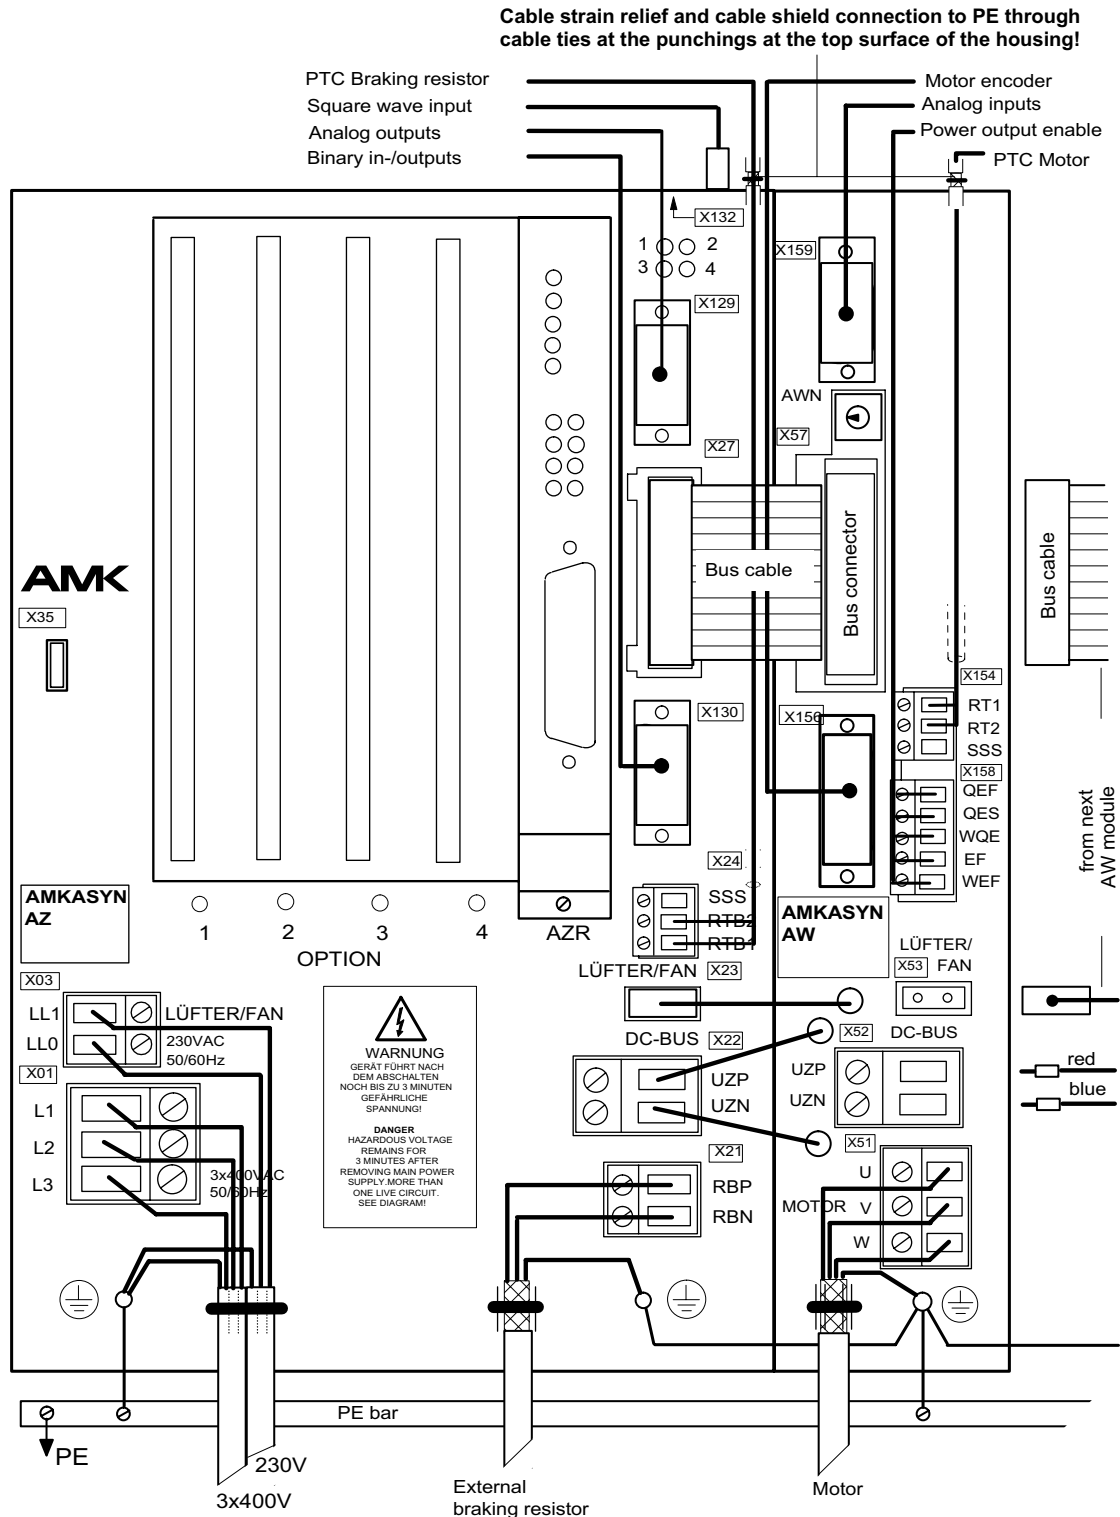 Cable strain relief and cable shield connection to PE through
cable ties at the punchings at the top surface of the housing!
PTC Braking resistor
Square wave input
Analog outputs
Binary in-/outputs
Motor encoder
Analog inputs
Power output enable
PTC Motor
X132
1 2
3 4
X159
X129
AWN
X57
X27
AMK
X35
Bus cable
Bus connector
Bus cable
X154
RT1
RT2
SSS
X130
X156
X158
QEF
QES
WQE
EF
WEF
from next
AW module
X24
SSS
RTB2
RTB1
AMKASYN
AZ
1 2 3 4
OPTION
AZR
AMKASYN
AW
LÜFTER/
X53 FAN
LÜFTER/FAN X23
X03
LL1
LL0
LÜFTER/FAN
230VAC
50/60Hz
WARNUNG
GERÄT FÜHRT NACH
DEM ABSCHALTEN
NOCH BIS ZU 3 MINUTEN
GEFÄHRLICHE
SPANNUNG!
DANGER
HAZARDOUS VOLTAGE
REMAINS FOR
3 MINUTES AFTER
REMOVING MAIN POWER
SUPPLY.MORE THAN
ONE LIVE CIRCUIT.
SEE DIAGRAM!
DC-BUS X22
UZP
UZN
X52 DC-BUS
UZP
UZN
red
blue
X01
L1
L2
L3
3x400VAC
50/60Hz
X21
RBP
RBN
X51
U
MOTOR V
W
PE bar
PE
230V
3x400V
External
braking resistor
Motor